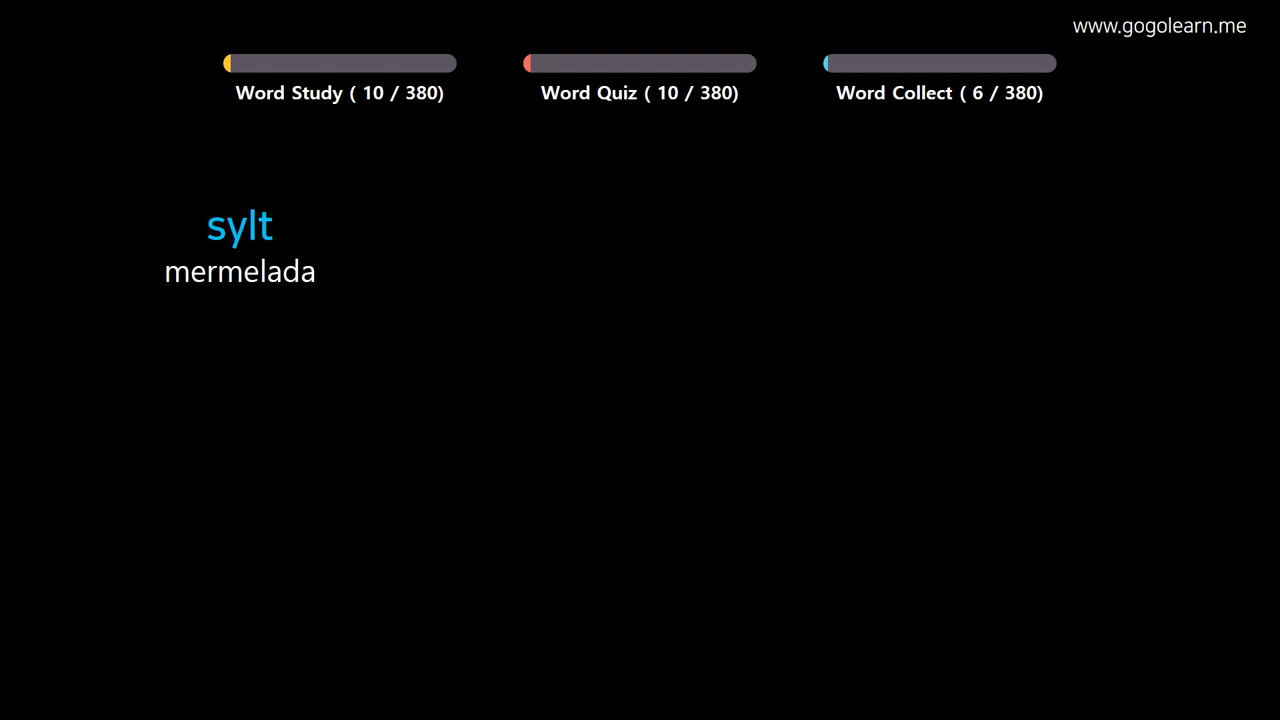 www.gogolearn.me
Word Study ( 10 / 380)
Word Quiz ( 10 / 380)
Word Collect ( 6 / 380)
sylt
mermelada